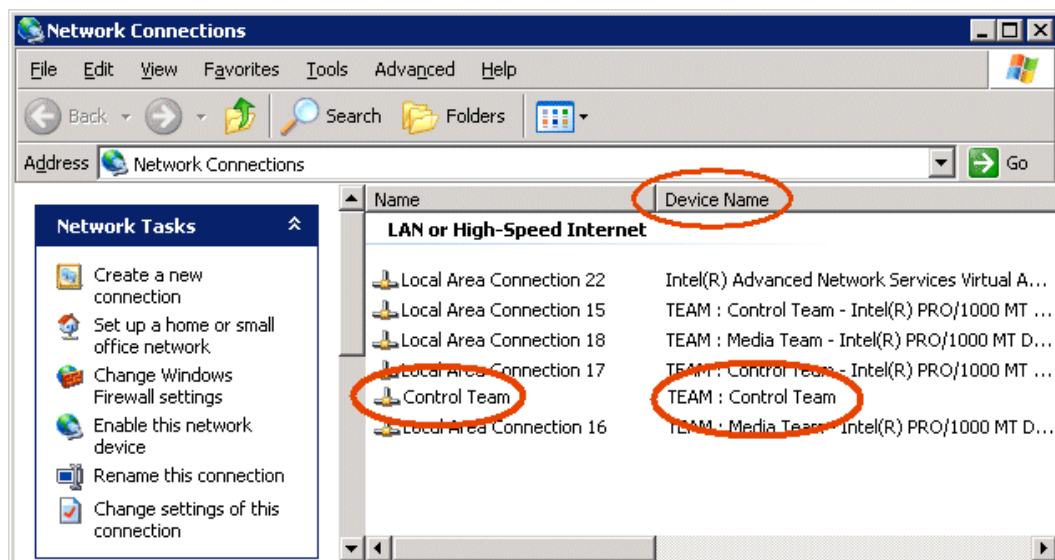 Network Connections
File Edit View Favorites Tools Advanced Help
Back Search Folders
Address Network Connections Go
Network Tasks
Create a new
connection
Set up a home or small
office network
Change Windows
Firewall settings
Enable this network
device
Rename this connection
Change settings of this
connection
Name Device Name
LAN or High-Speed Internet
Local Area Connection 22 Intel(R) Advanced Network Services Virtual A...
Local Area Connection 15 TEAM : Control Team - Intel(R) PRO/1000 MT ...
Local Area Connection 18 TEAM : Media Team - Intel(R) PRO/1000 MT D...
Local Area Connection 17 TEAM : Control Team - Intel(R) PRO/1000 MT ...
Control Team TEAM : Control Team
Local Area Connection 16 TEAM : Media Team - Intel(R) PRO/1000 MT D...